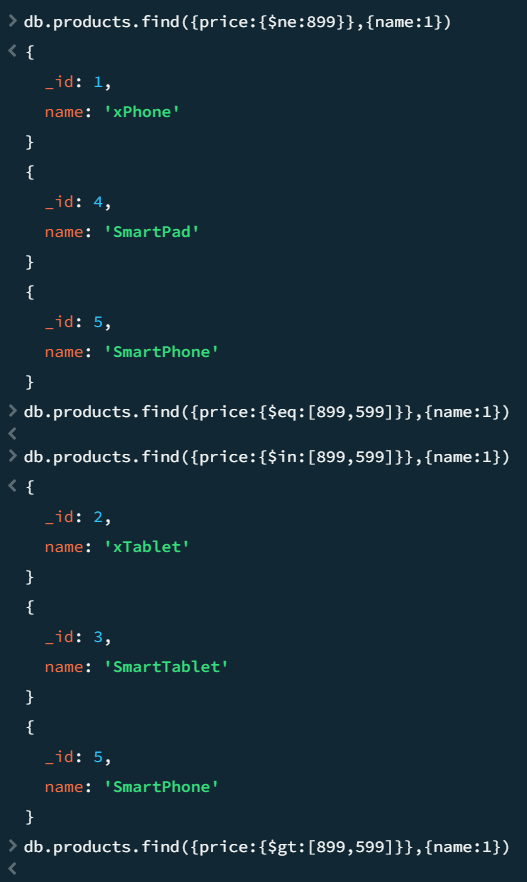 > db.products.find({price:{$ne:899}},{name:1})
< {
_id: 1,
name: 'xPhone'
}
{
_id: 4,
name: 'SmartPad'
}
{
_id: 5,
name: 'SmartPhone'
}
> db.products.find({price:{$eq:[899,599]}},{name:1})
<
> db.products.find({price:{$in:[899,599]}},{name:1})
< {
_id: 2,
name: 'xTablet'
}
{
_id: 3,
name: 'SmartTablet'
}
{
_id: 5,
name: 'SmartPhone'
}
> db.products.find({price:{$gt:[899,599]}},{name:1})
<